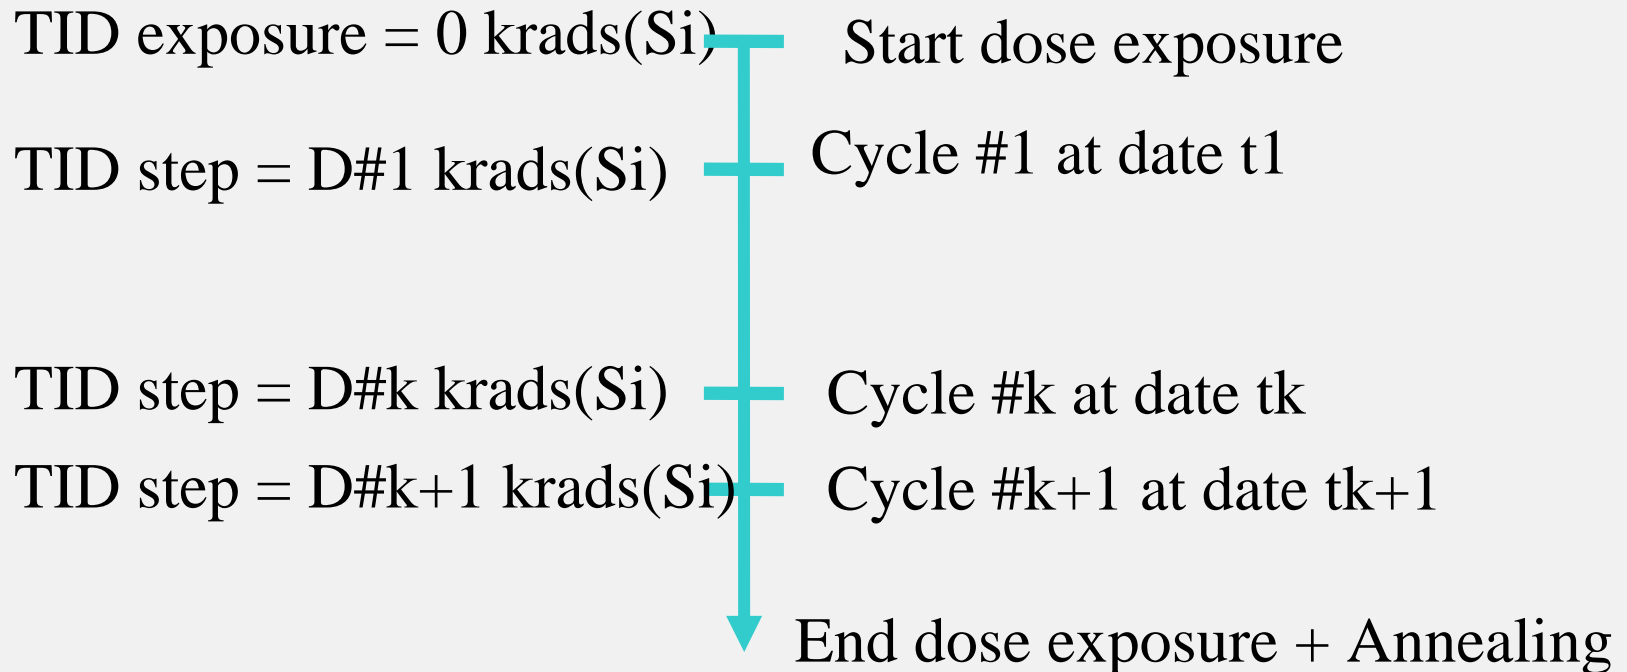 TID exposure = 0 krads(Si)
Start dose exposure
TID step = D#1 krads(Si)
Cycle #1 at date t1
TID step = D#k krads(Si)
Cycle #k at date tk
TID step = D#k+1 krads(Si)
Cycle #k+1 at date tk+1
End dose exposure + Annealing